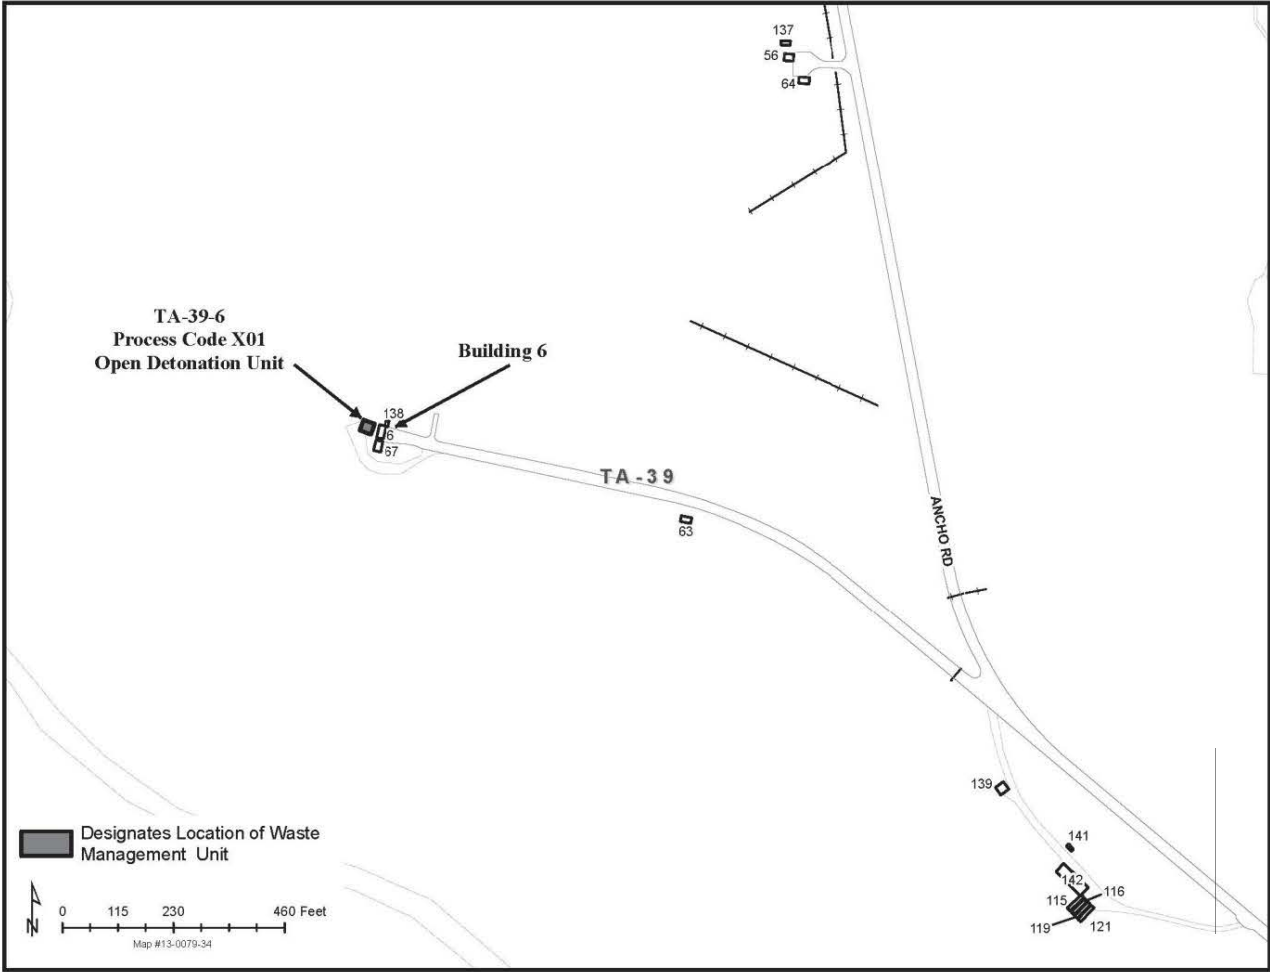 137
56
64
TA-39-6
Process Code X01
Open Detonation Unit
Building 6
138
6
67
TA-39
63
ANCHO RD
139
141
142
116
115
119
121
Designates Location of Waste
Management Unit
N
0 115 230 460 Feet
Map #13-0079-34